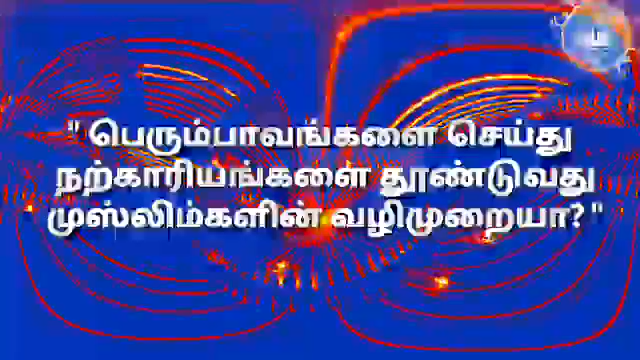 " பெரும்பாவங்களை செய்து
நற்காரியங்களை தூண்டுவது
முஸ்லிம்களின் வழிமுறையா? "